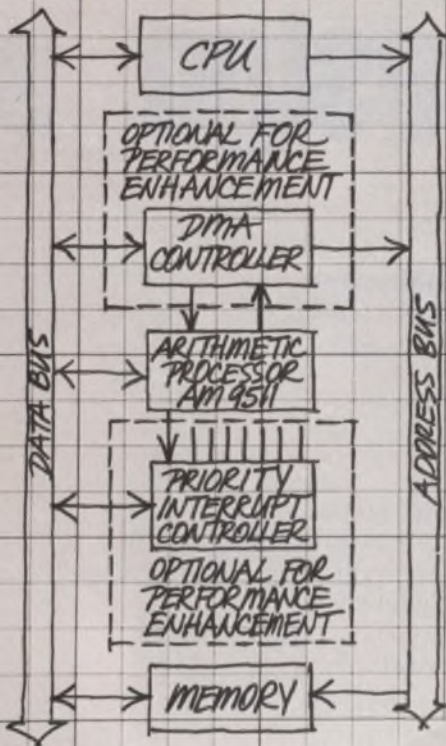 CPU
OPTIONAL FOR
PERFORMANCE
ENHANCEMENT
DMA
CONTROLLER
ARITHMETIC
PROCESSOR
AM 9511
DATA BUS
ADDRESS BUS
PRIORITY
INTERRUPT
CONTROLLER
OPTIONAL FOR
PERFORMANCE
ENHANCEMENT
MEMORY